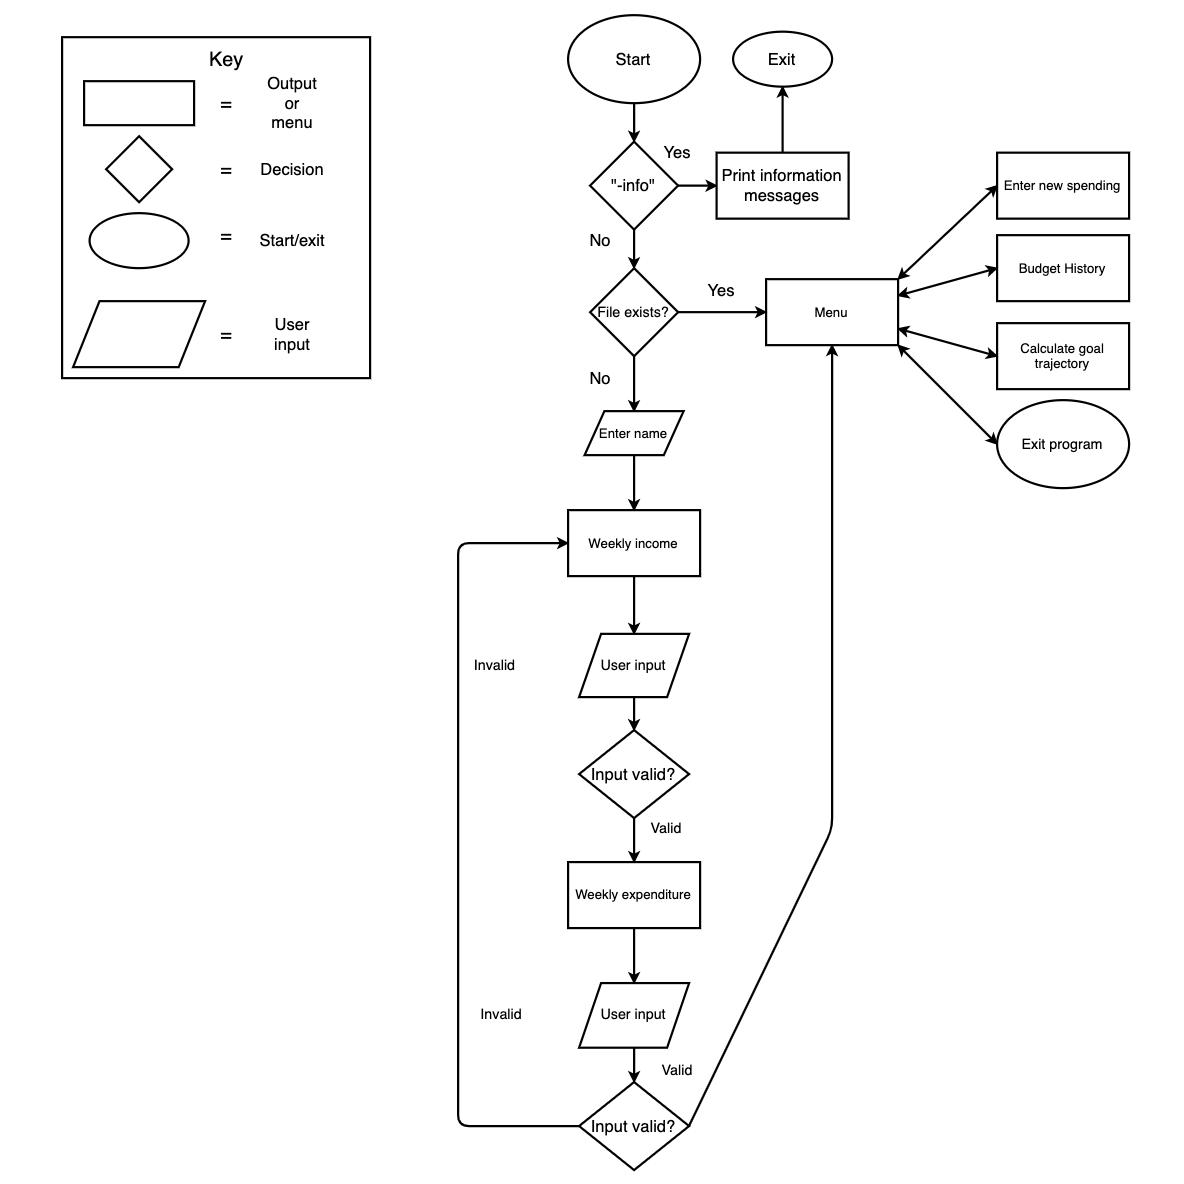 Key
=
Output
or
menu
=
Decision
=
Start/exit
=
User
input
Start
Exit
"-info"
Yes
Print information
messages
No
File exists?
Yes
Menu
Enter new spending
Budget History
Calculate goal
trajectory
Exit program
No
Enter name
Weekly income
Invalid
User input
Input valid?
Valid
Weekly expenditure
Invalid
User input
Valid
Input valid?